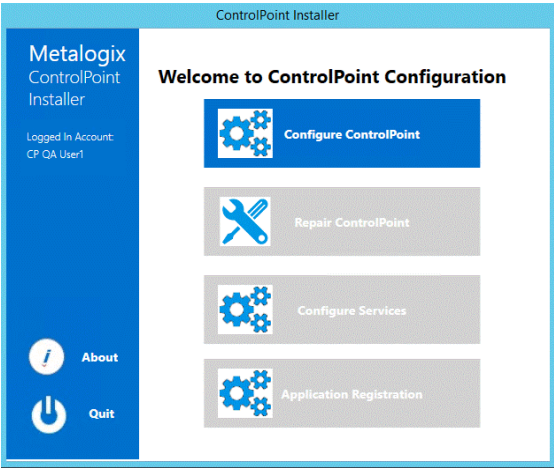 ControlPoint Installer
Metalogix
ControlPoint
Installer
Logged In Account:
CP QA User1
Welcome to ControlPoint Configuration
Configure ControlPoint
Repair ControlPoint
Configure Services
Application Registration
About
Quit